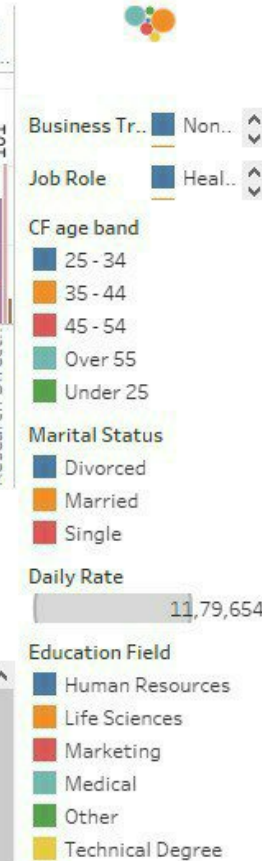 Business Tr.. Non..
Job Role Heal..
CF age band
25 - 34
35 - 44
45 - 54
Over 55
Under 25
Marital Status
Divorced
Married
Single
Daily Rate
11,79,654
Education Field
Human Resources
Life Sciences
Marketing
Medical
Other
Technical Degree